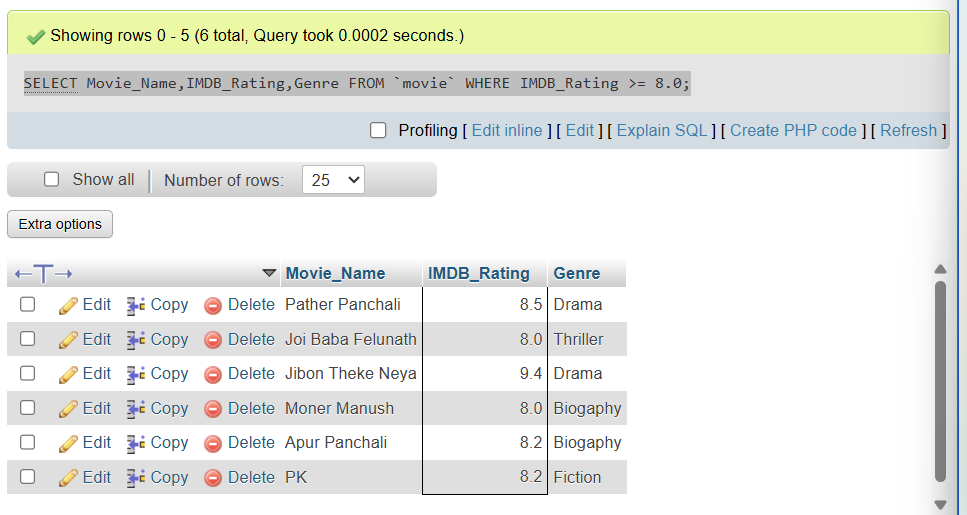 Showing rows 0 - 5 (6 total, Query took 0.0002 seconds.)
SELECT Movie_Name,IMDB_Rating,Genre FROM `movie` WHERE IMDB_Rating >= 8.0;
Profiling [ Edit inline ] [ Edit ] [ Explain SQL ] [ Create PHP code ] [ Refresh ]
Show all Number of rows: 25
Extra options
Movie_Name IMDB_Rating Genre
Edit Copy Delete Pather Panchali 8.5 Drama
Edit Copy Delete Joi Baba Felunath 8.0 Thriller
Edit Copy Delete Jibon Theke Neya 9.4 Drama
Edit Copy Delete Moner Manush 8.0 Biogaphy
Edit Copy Delete Apur Panchali 8.2 Biogaphy
Edit Copy Delete PK 8.2 Fiction